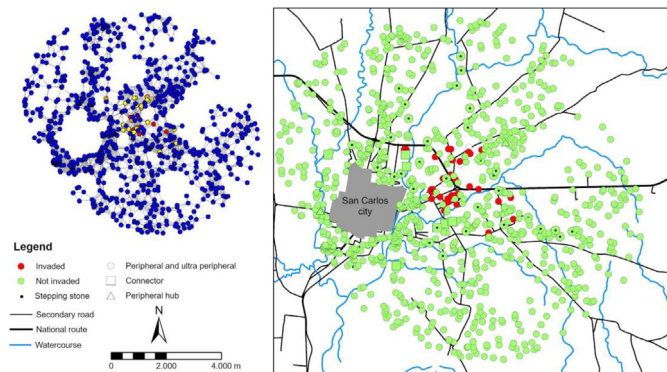 San Carlos
city
Legend
Invaded
Not invaded
Stepping stone
Secondary road
National route
Watercourse
Peripheral and ultra peripheral
Connector
Peripheral hub
N
0 2.000 4.000 m